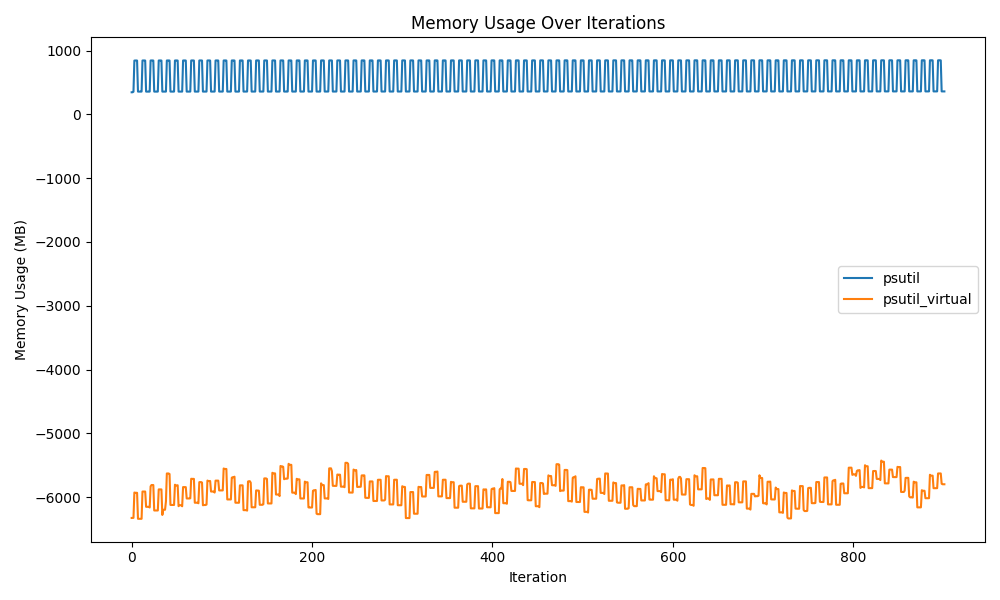 Memory Usage Over Iterations
Memory Usage (MB)
1000
0
−1000
−2000
−3000
−4000
−5000
−6000
psutil
psutil_virtual
0 200 400 600 800
Iteration